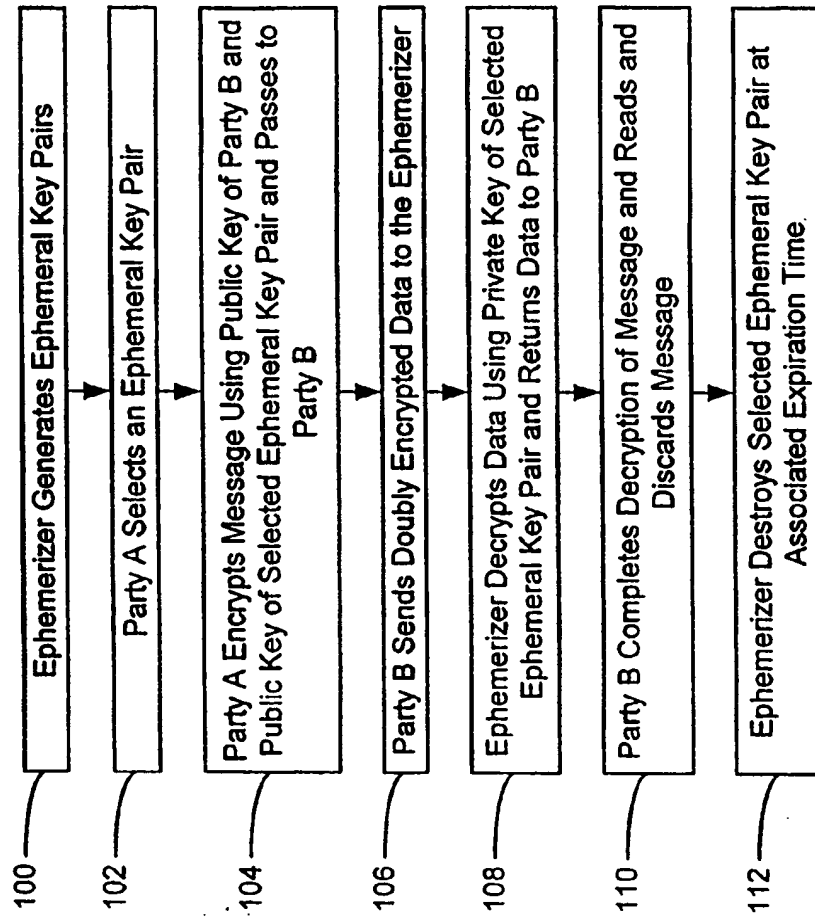 100
Ephemerizer Generates Ephemeral Key Pairs
102
Party A Selects an Ephemeral Key Pair
104
Party A Encrypts Message Using Public Key of Party B and
Public Key of Selected Ephemeral Key Pair and Passes to
Party B
106
Party B Sends Doubly Encrypted Data to the Ephemerizer
108
Ephemerizer Decrypts Data Using Private Key of Selected
Ephemeral Key Pair and Returns Data to Party B
110
Party B Completes Decryption of Message and Reads and
Discards Message
112
Ephemerizer Destroys Selected Ephemeral Key Pair at
Associated Expiration Time.